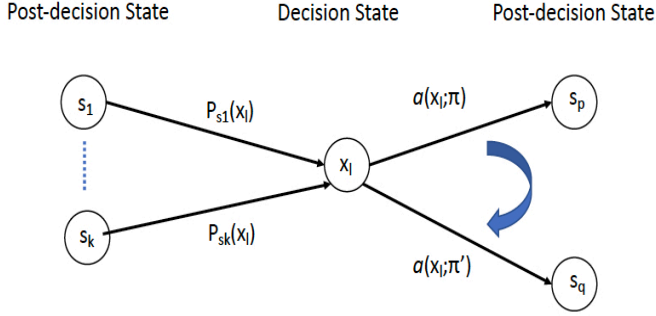 Post-decision State Decision State Post-decision State
s1 Ps1(xl) a(xl;π) sp
xl
sk Psk(xl) a(xl;π′) sq